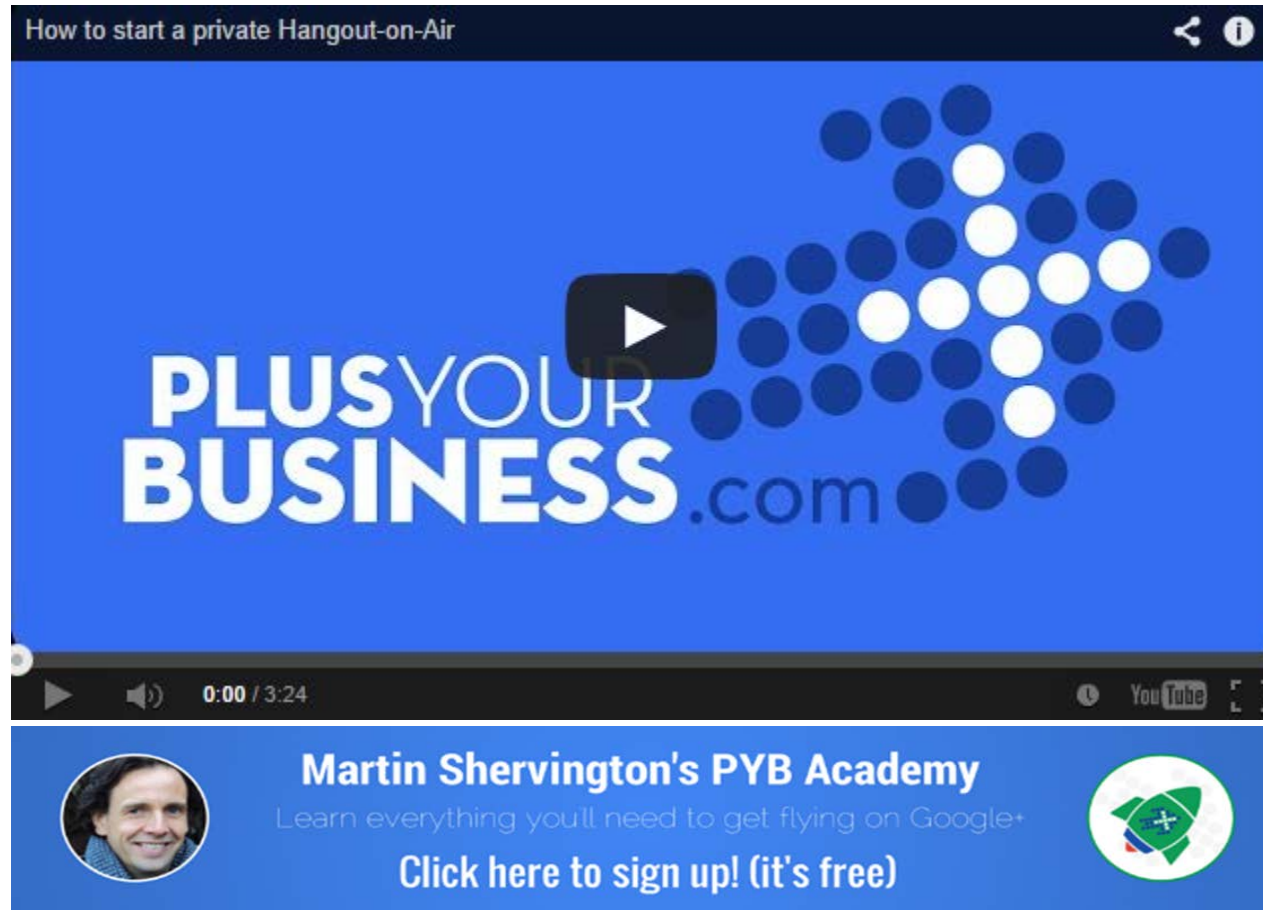 How to start a private Hangout-on-Air
PLUSYOUR
BUSINESS.com
0:00 / 3:24
YouTube
Martin Shervington's PYB Academy
Learn everything you'll need to get flying on Google+
Click here to sign up! (it's free)